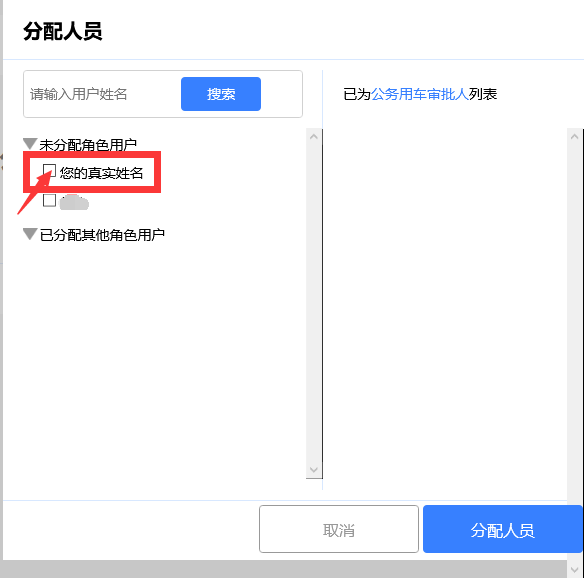 分配人员
请输入用户姓名
搜索
已为公务用车审批人列表
未分配角色用户
您的真实姓名
已分配其他角色用户
取消
分配人员